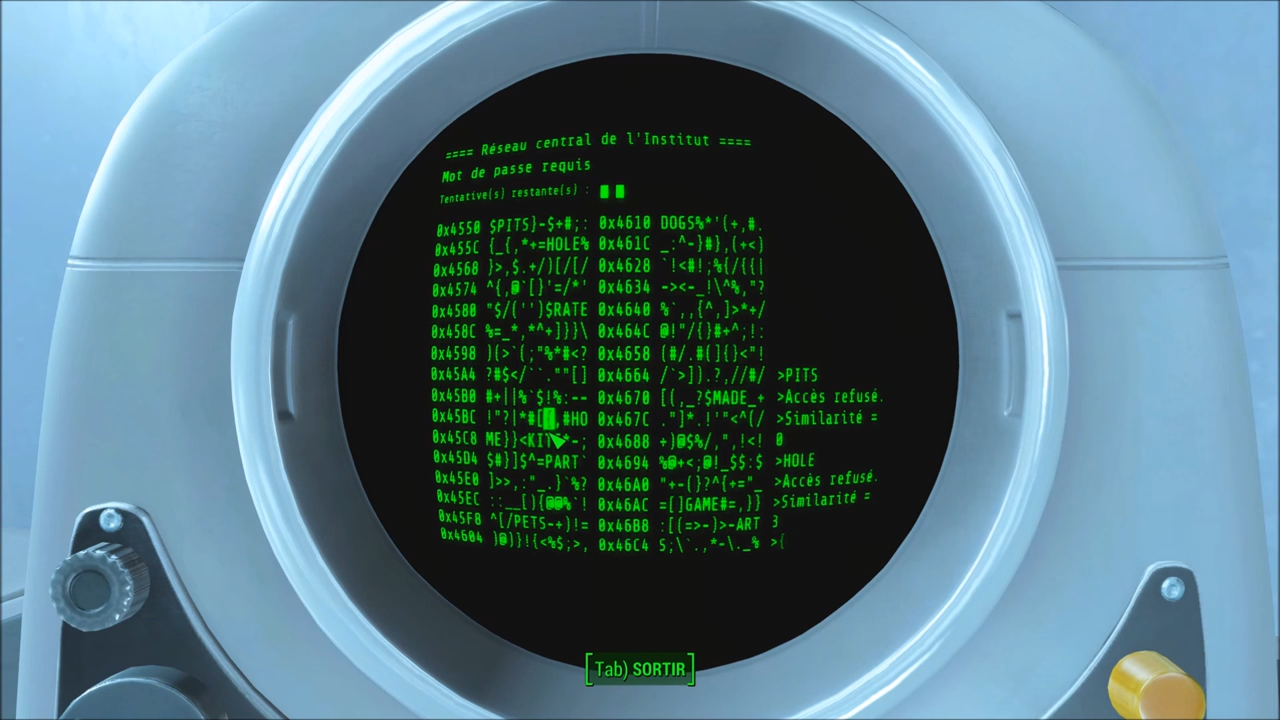 ==== Réseau central de l'Institut ====
Mot de passe requis
Tentative(s) restante(s) : █ █
0x4550 $PITS}-$+#;: 0x4610 DOGS%*'(+,#.
0x455C {_{,*+=HOLE% 0x461C _:^-}#},(+<)
0x4568 }>,$.+/)[/[/ 0x4628 `!<#!;%{/{{|
0x4574 ^{,@`[}'=/*' 0x4634 -><-_!\^%,"?
0x4580 "$/('')$RATE 0x4640 %`,,{^,]>*+/
0x458C %=_*,*^+]}}\ 0x464C @!"/{}#+^;!:
0x4598 )(>`(;"%*#<? 0x4658 (#/.#(]{}<"!
0x45A4 ?#$</``.""[] 0x4664 /`>]).?,//#/ >PITS
0x45B0 #+||%`$!%:-- 0x4670 [(,_?$MADE_+ >Accès refusé.
0x45BC !"?|*#[ ,#HO 0x467C ."]*.!'"<^(/ >Similarité =
0x45C8 ME}}<KITS*-; 0x4688 +)@$%/,",!<! 0
0x45D4 $#}]$^=PART` 0x4694 %@+<;@!_$$:$ >HOLE
0x45E0 ]>>,:"_.}`%? 0x46A0 "+-(}?^{+="_ >Accès refusé.
0x45EC ::__[){@@%`! 0x46AC =[]GAME#=,}} >Similarité =
0x45F8 ^[/PETS-+)!= 0x46B8 :[(=>-)>-ART 3
0x4604 )@)}!{<%$;>, 0x46C4 S;\`.,*-\._% >{
[Tab) SORTIR]